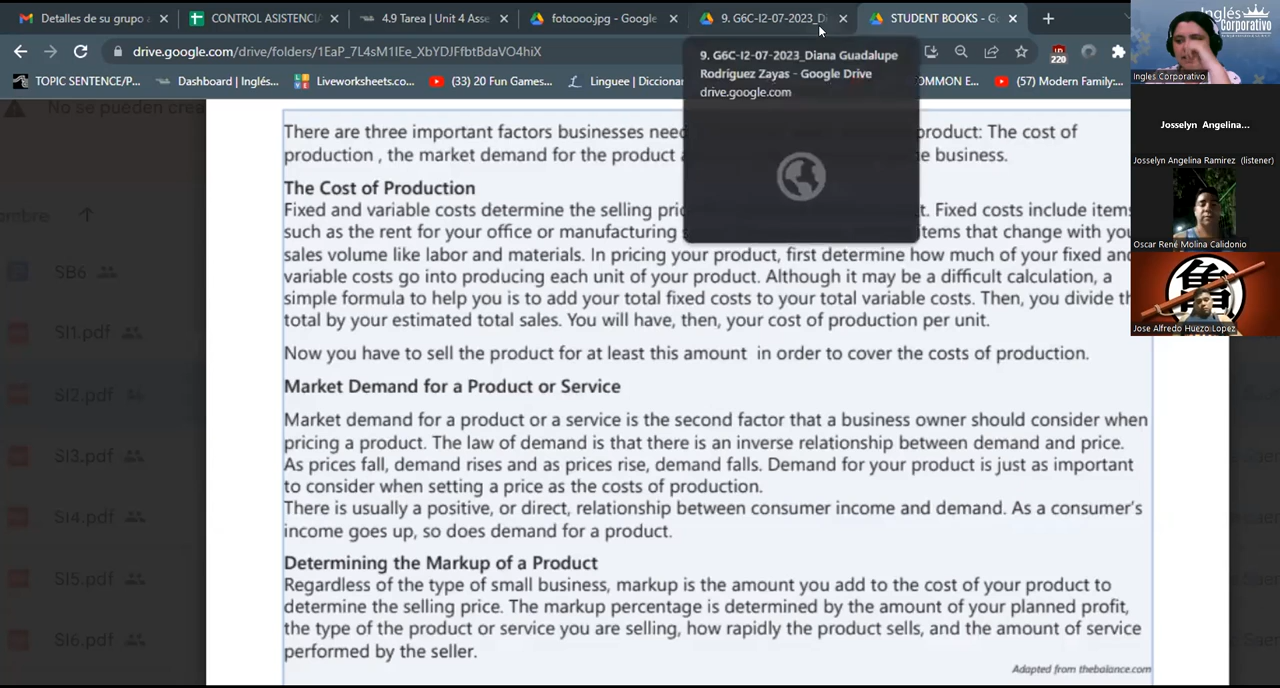 Detalles de su grupo a
CONTROL ASISTENCI
4.9 Tarea | Unit 4 Asse
fotoooo.jpg - Google
9. G6C-I2-07-2023_Di
STUDENT BOOKS - G
drive.google.com/drive/folders/1EaP_7L4sM1IEe_XbYDJFfbtBdaVO4hiX
220
TOPIC SENTENCE/P
Dashboard | Inglés...
Liveworksheets.co...
(33) 20 Fun Games...
Linguee | Dicciona
OMMON E...
(57) Modern Family:...
9. G6C-I2-07-2023_Diana Guadalupe
Rodríguez Zayas - Google Drive
drive.google.com
No se pueden crea
ombre
SB6
SI1.pdf
SI2.pdf
SI3.pdf
SI4.pdf
SI5.pdf
SI6.pdf
There are three important factors businesses need product: The cost of
production , the market demand for the product e business.
The Cost of Production
Fixed and variable costs determine the selling pric t. Fixed costs include items
such as the rent for your office or manufacturing items that change with you
sales volume like labor and materials. In pricing your product, first determine how much of your fixed and
variable costs go into producing each unit of your product. Although it may be a difficult calculation, a
simple formula to help you is to add your total fixed costs to your total variable costs. Then, you divide th
total by your estimated total sales. You will have, then, your cost of production per unit.
Now you have to sell the product for at least this amount in order to cover the costs of production.
Market Demand for a Product or Service
Market demand for a product or a service is the second factor that a business owner should consider when
pricing a product. The law of demand is that there is an inverse relationship between demand and price.
As prices fall, demand rises and as prices rise, demand falls. Demand for your product is just as important
to consider when setting a price as the costs of production.
There is usually a positive, or direct, relationship between consumer income and demand. As a consumer's
income goes up, so does demand for a product.
Determining the Markup of a Product
Regardless of the type of small business, markup is the amount you add to the cost of your product to
determine the selling price. The markup percentage is determined by the amount of your planned profit,
the type of the product or service you are selling, how rapidly the product sells, and the amount of service
performed by the seller.
Adapted from thebalance.com
Inglés
Corporativo
Ingles Corporativo
Josselyn Angelina...
Josselyn Angelina Ramirez (listener)
Oscar René Molina Calidonio
亀
Jose Alfredo Huezo Lopez